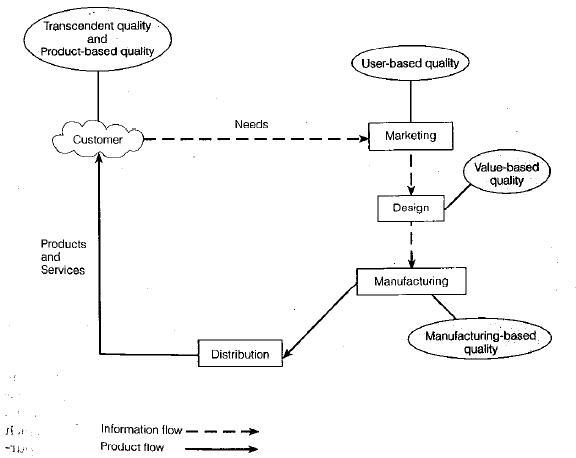 Transcendent quality
and
Product-based quality
User-based quality
Customer
Needs
Marketing
Value-based
quality
Design
Products
and
Services
Manufacturing
Manufacturing-based
quality
Distribution
Information flow
Product flow